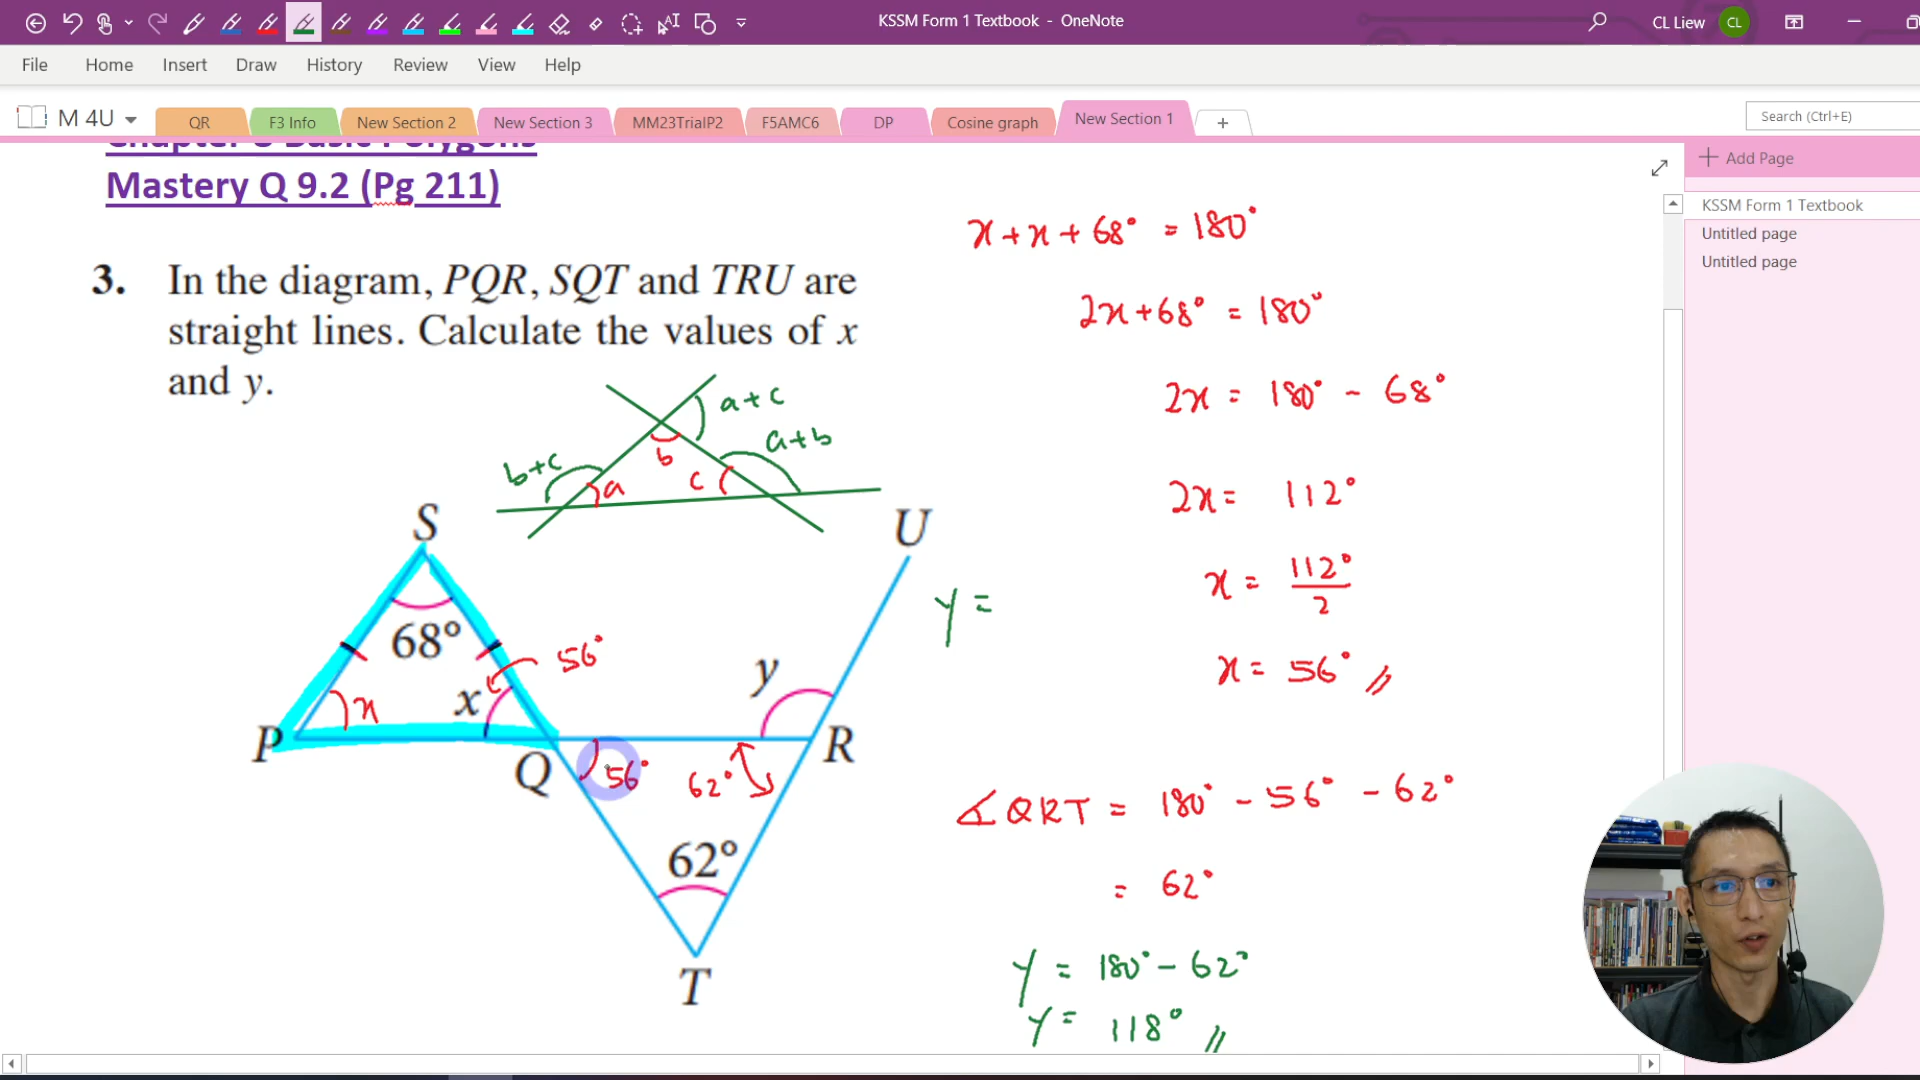 KSSM Form 1 Textbook - OneNote
CL Liew
CL
File Home Insert Draw History Review View Help
M 4U
QR
F3 Info
New Section 2
New Section 3
MM23TrialP2
F5AMC6
DP
Cosine graph
New Section 1
Search (Ctrl+E)
Add Page
KSSM Form 1 Textbook
Untitled page
Untitled page
Mastery Q 9.2 (Pg 211)
3. In the diagram, PQR, SQT and TRU are
straight lines. Calculate the values of x
and y.
a+c
a+b
b+c
b
a
c
S
U
68°
56°
x
x
y
P
Q
R
56°
62°
62°
T
x + x + 68° = 180°
2x + 68° = 180°
2x = 180° - 68°
2x = 112°
x = 112°/2
x = 56° //
y =
∡QRT = 180° - 56° - 62°
= 62°
y = 180° - 62°
y = 118° //